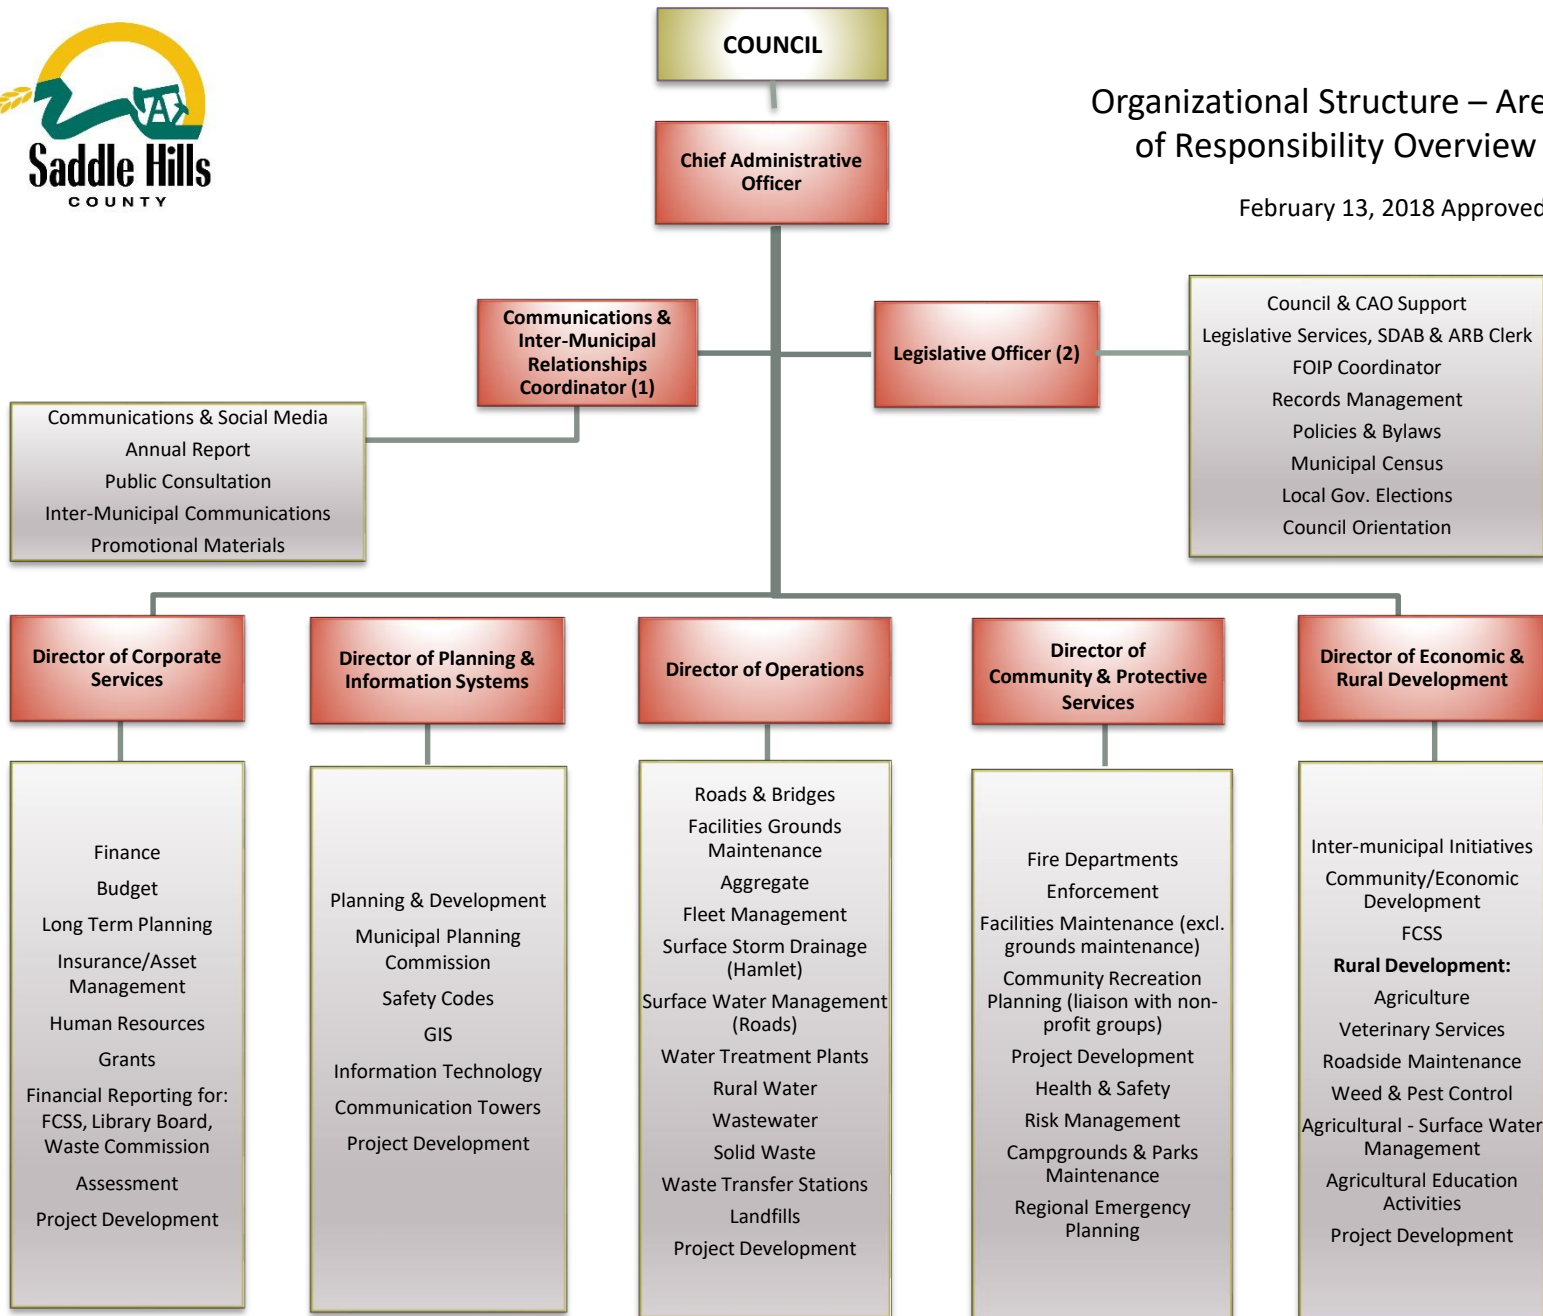 Saddle Hills
COUNTY
COUNCIL
Organizational Structure – Are
of Responsibility Overview
February 13, 2018 Approved
Chief Administrative
Officer
Communications &
Inter-Municipal
Relationships
Coordinator (1)
Legislative Officer (2)
Council & CAO Support
Legislative Services, SDAB & ARB Clerk
FOIP Coordinator
Records Management
Policies & Bylaws
Municipal Census
Local Gov. Elections
Council Orientation
Communications & Social Media
Annual Report
Public Consultation
Inter-Municipal Communications
Promotional Materials
Director of Corporate
Services
Director of Planning &
Information Systems
Director of Operations
Director of
Community & Protective
Services
Director of Economic &
Rural Development
Finance
Budget
Long Term Planning
Insurance/Asset
Management
Human Resources
Grants
Financial Reporting for:
FCSS, Library Board,
Waste Commission
Assessment
Project Development
Planning & Development
Municipal Planning
Commission
Safety Codes
GIS
Information Technology
Communication Towers
Project Development
Roads & Bridges
Facilities Grounds
Maintenance
Aggregate
Fleet Management
Surface Storm Drainage
(Hamlet)
Surface Water Management
(Roads)
Water Treatment Plants
Rural Water
Wastewater
Solid Waste
Waste Transfer Stations
Landfills
Project Development
Fire Departments
Enforcement
Facilities Maintenance (excl.
grounds maintenance)
Community Recreation
Planning (liaison with non-
profit groups)
Project Development
Health & Safety
Risk Management
Campgrounds & Parks
Maintenance
Regional Emergency
Planning
Inter-municipal Initiatives
Community/Economic
Development
FCSS
Rural Development:
Agriculture
Veterinary Services
Roadside Maintenance
Weed & Pest Control
Agricultural - Surface Water
Management
Agricultural Education
Activities
Project Development